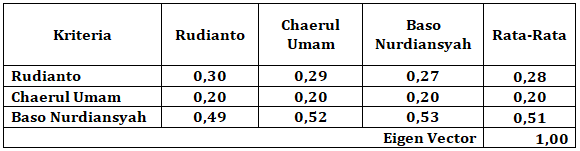 Kriteria Rudianto Chaerul Umam Baso Nurdiansyah Rata-Rata
Rudianto 0,30 0,29 0,27 0,28
Chaerul Umam 0,20 0,20 0,20 0,20
Baso Nurdiansyah 0,49 0,52 0,53 0,51
Eigen Vector 1,00